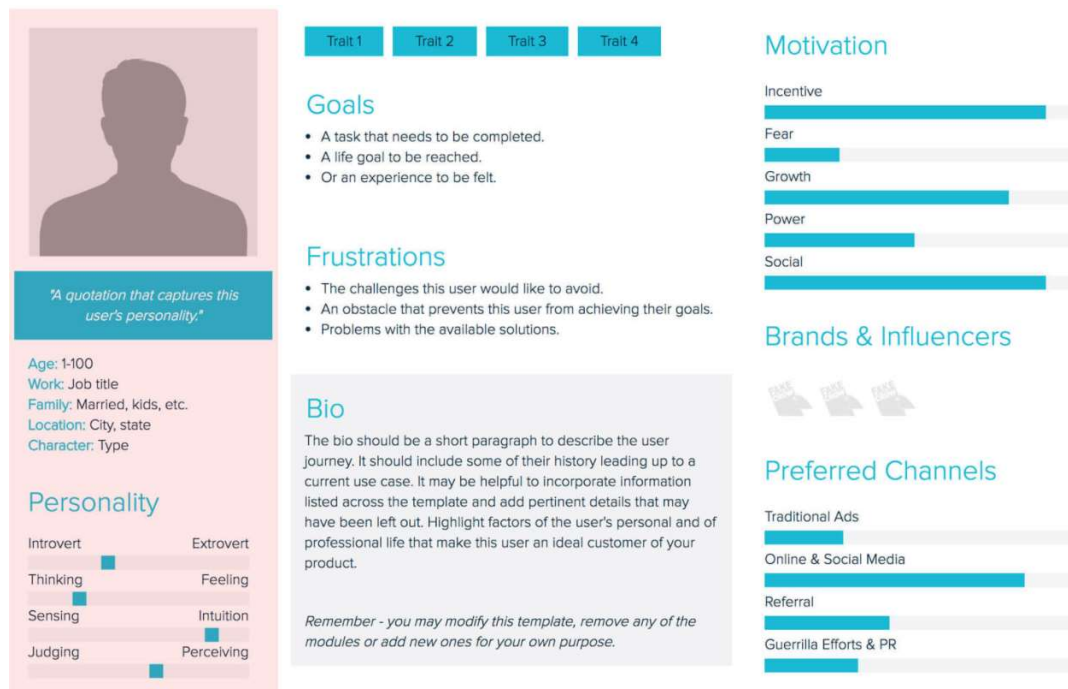 "A quotation that captures this
user's personality."
Age: 1-100
Work: Job title
Family: Married, kids, etc.
Location: City, state
Character: Type
Personality
Introvert Extrovert
Thinking Feeling
Sensing Intuition
Judging Perceiving
Trait 1 Trait 2 Trait 3 Trait 4
Goals
• A task that needs to be completed.
• A life goal to be reached.
• Or an experience to be felt.
Frustrations
• The challenges this user would like to avoid.
• An obstacle that prevents this user from achieving their goals.
• Problems with the available solutions.
Bio
The bio should be a short paragraph to describe the user
journey. It should include some of their history leading up to a
current use case. It may be helpful to incorporate information
listed across the template and add pertinent details that may
have been left out. Highlight factors of the user's personal and of
professional life that make this user an ideal customer of your
product.
Remember - you may modify this template, remove any of the
modules or add new ones for your own purpose.
Motivation
Incentive
Fear
Growth
Power
Social
Brands & Influencers
FAKE
FAKE
FAKE
Preferred Channels
Traditional Ads
Online & Social Media
Referral
Guerrilla Efforts & PR